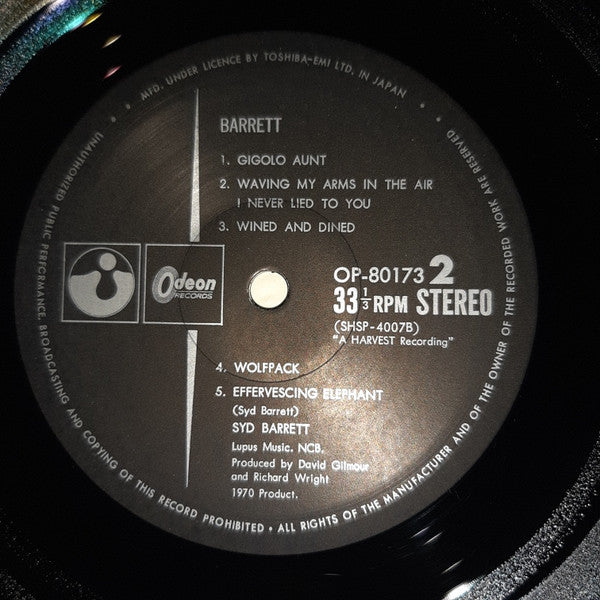 MFD. UNDER LICENCE BY TOSHIBA-EMI LTD. IN JAPAN
BARRETT
1. GIGOLO AUNT
2. WAVING MY ARMS IN THE AIR
I NEVER LIED TO YOU
3. WINED AND DINED
Odeon
RECORDS
OP-80173 2
33 1/3 RPM STEREO
(SHSP-4007B)
"A HARVEST Recording"
4. WOLFPACK
5. EFFERVESCING ELEPHANT
(Syd Barrett)
SYD BARRETT
Lupus Music. NCB.
Produced by David Gilmour
and Richard Wright
1970 Product.
UNAUTHORIZED PUBLIC PERFORMANCE, BROADCASTING AND COPYING OF THIS RECORD PROHIBITED • ALL RIGHTS OF THE MANUFACTURER AND OF THE OWNER OF THE RECORDED WORK ARE RESERVED